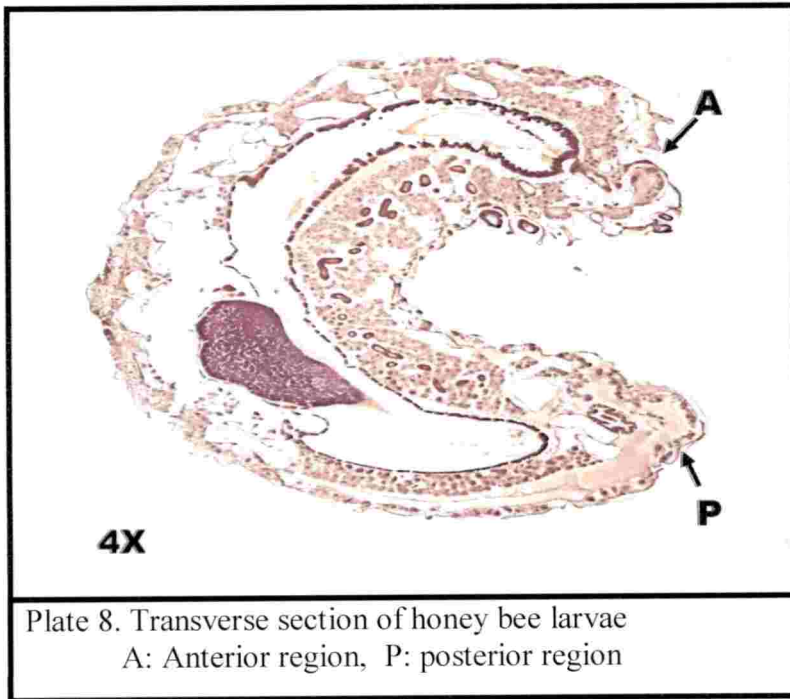 A
4X
P
Plate 8. Transverse section of honey bee larvae
A: Anterior region, P: posterior region